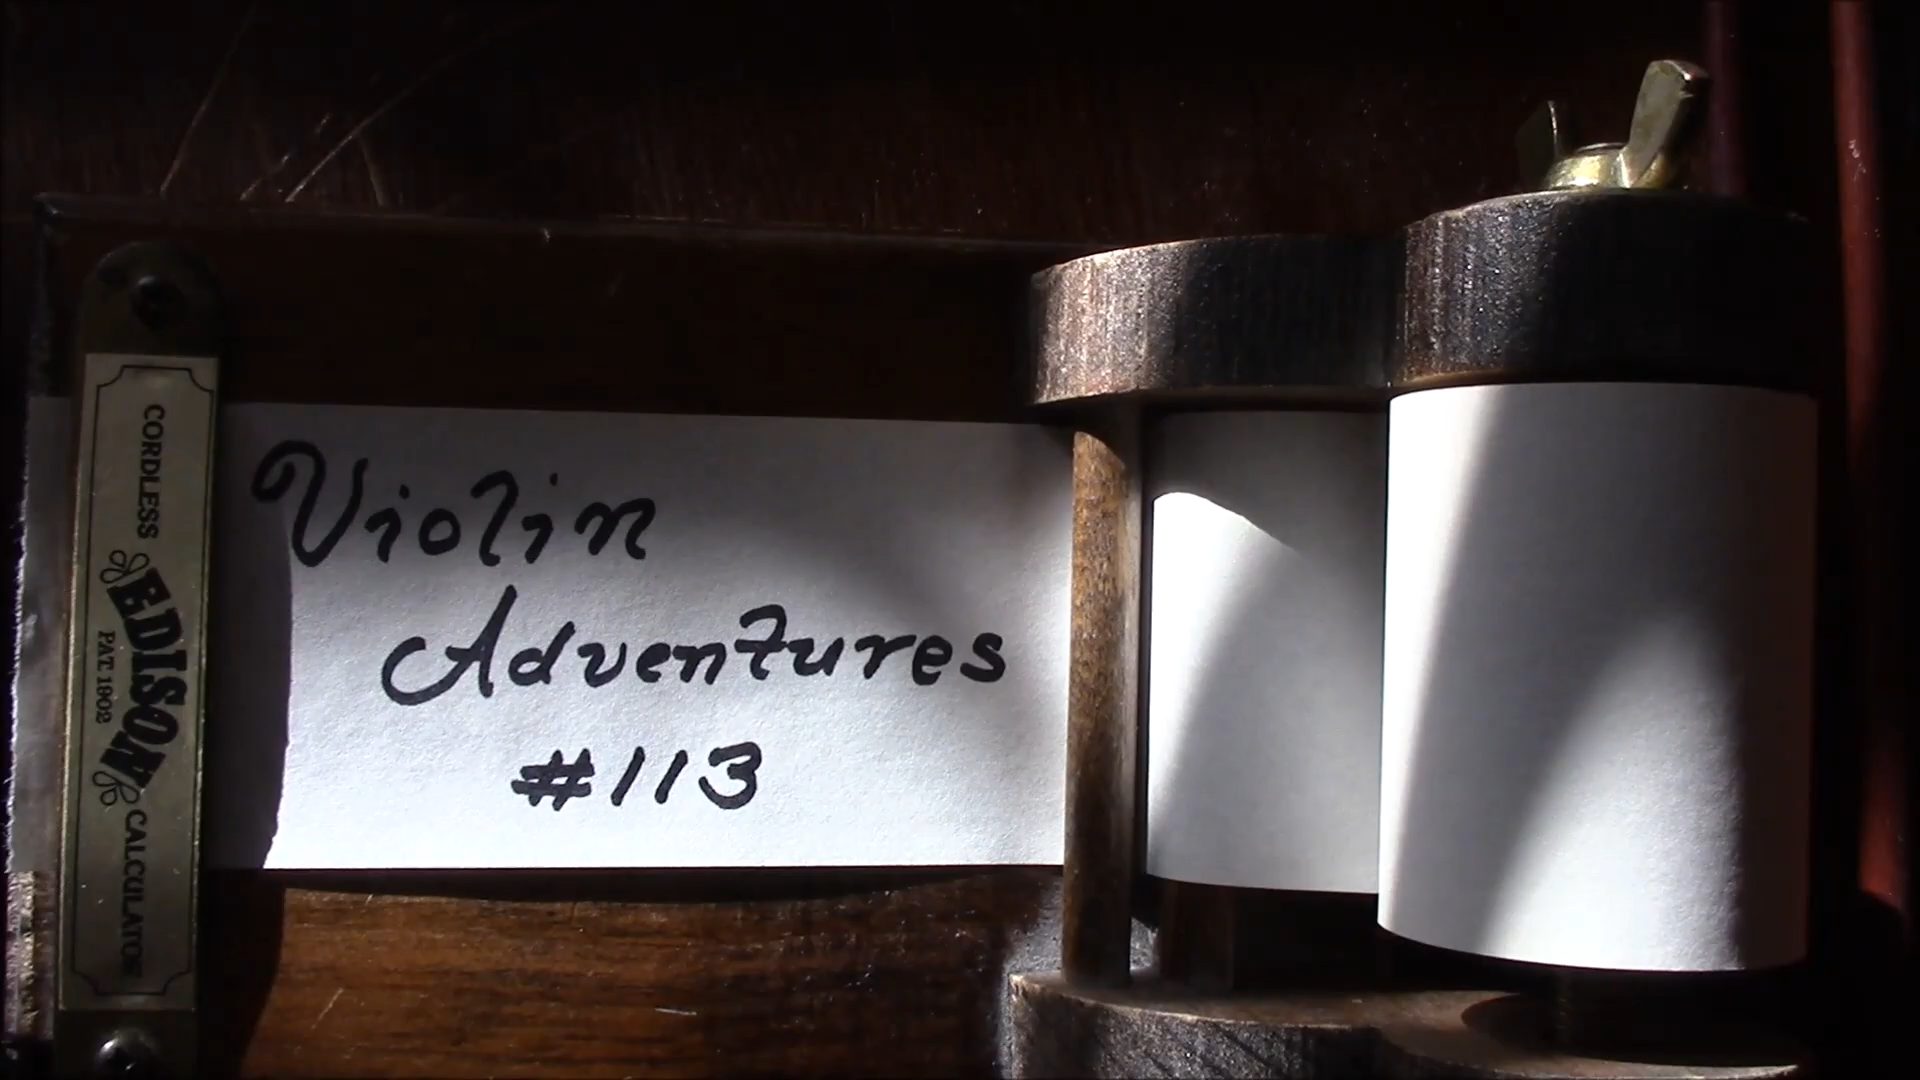 Violin
Adventures
#113
CORDLESS
EDISON
PAT 1902
CALCULATOR